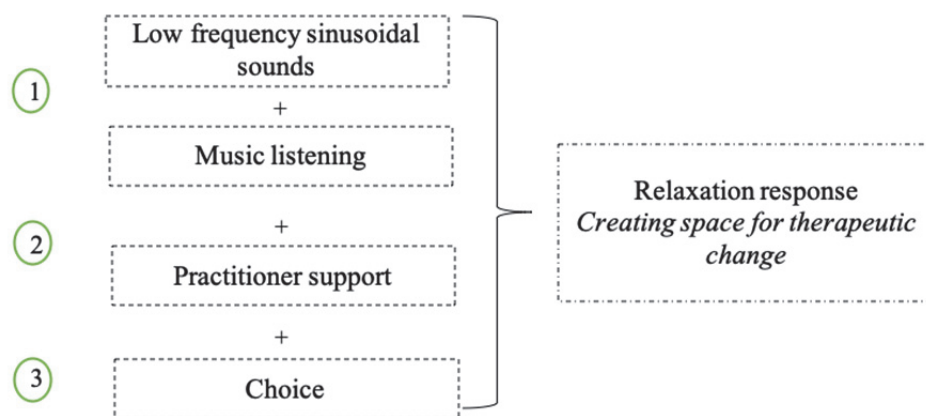 Low frequency sinusoidal
sounds
1
+
Music listening
+
2
Practitioner support
+
3
Choice
Relaxation response
Creating space for therapeutic
change